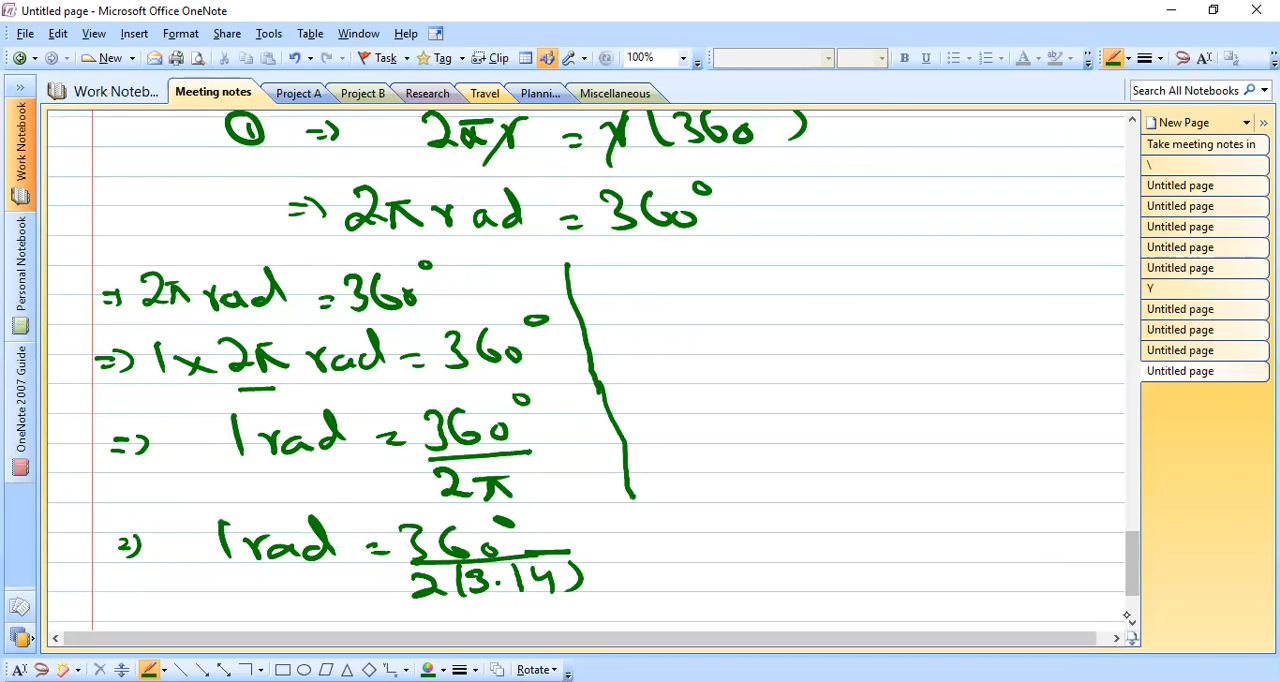 Untitled page - Microsoft Office OneNote
File Edit View Insert Format Share Tools Table Window Help
New Task Tag Clip 100% B U A ab A
Work Noteb... Meeting notes Project A Project B Research Travel Planni... Miscellaneous Search All Notebooks
Work Notebook
Personal Notebook
OneNote 2007 Guide
New Page
Take meeting notes in
\
Untitled page
Untitled page
Untitled page
Untitled page
Untitled page
Y
Untitled page
Untitled page
Untitled page
Untitled page
① => 2πr = r(360°)
=> 2π rad = 360°
=> 2π rad = 360°
=> 1 × 2π rad = 360°
=> 1 rad = 360°
2π
=> 1 rad = 360°
2(3.14)
Rotate